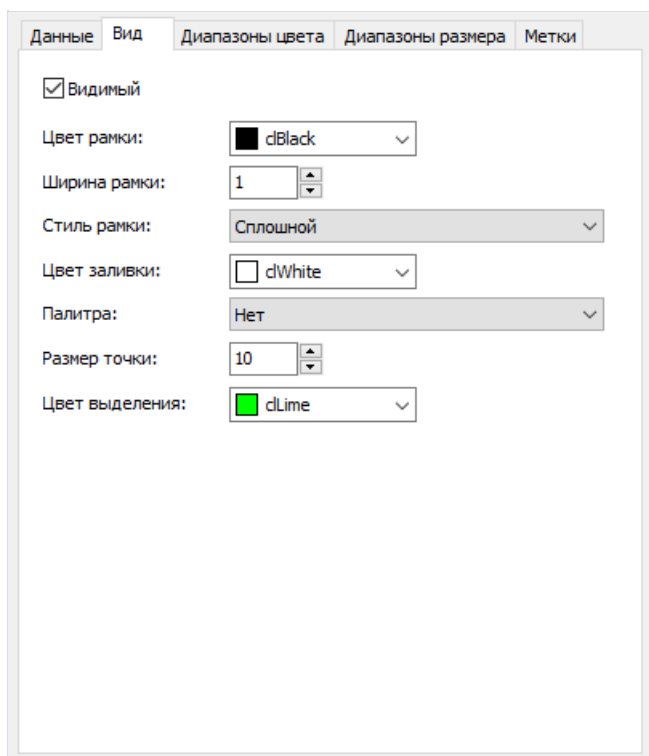 Данные Вид Диапазоны цвета Диапазоны размера Метки
Видимый
Цвет рамки: clBlack
Ширина рамки: 1
Стиль рамки: Сплошной
Цвет заливки: clWhite
Палитра: Нет
Размер точки: 10
Цвет выделения: clLime